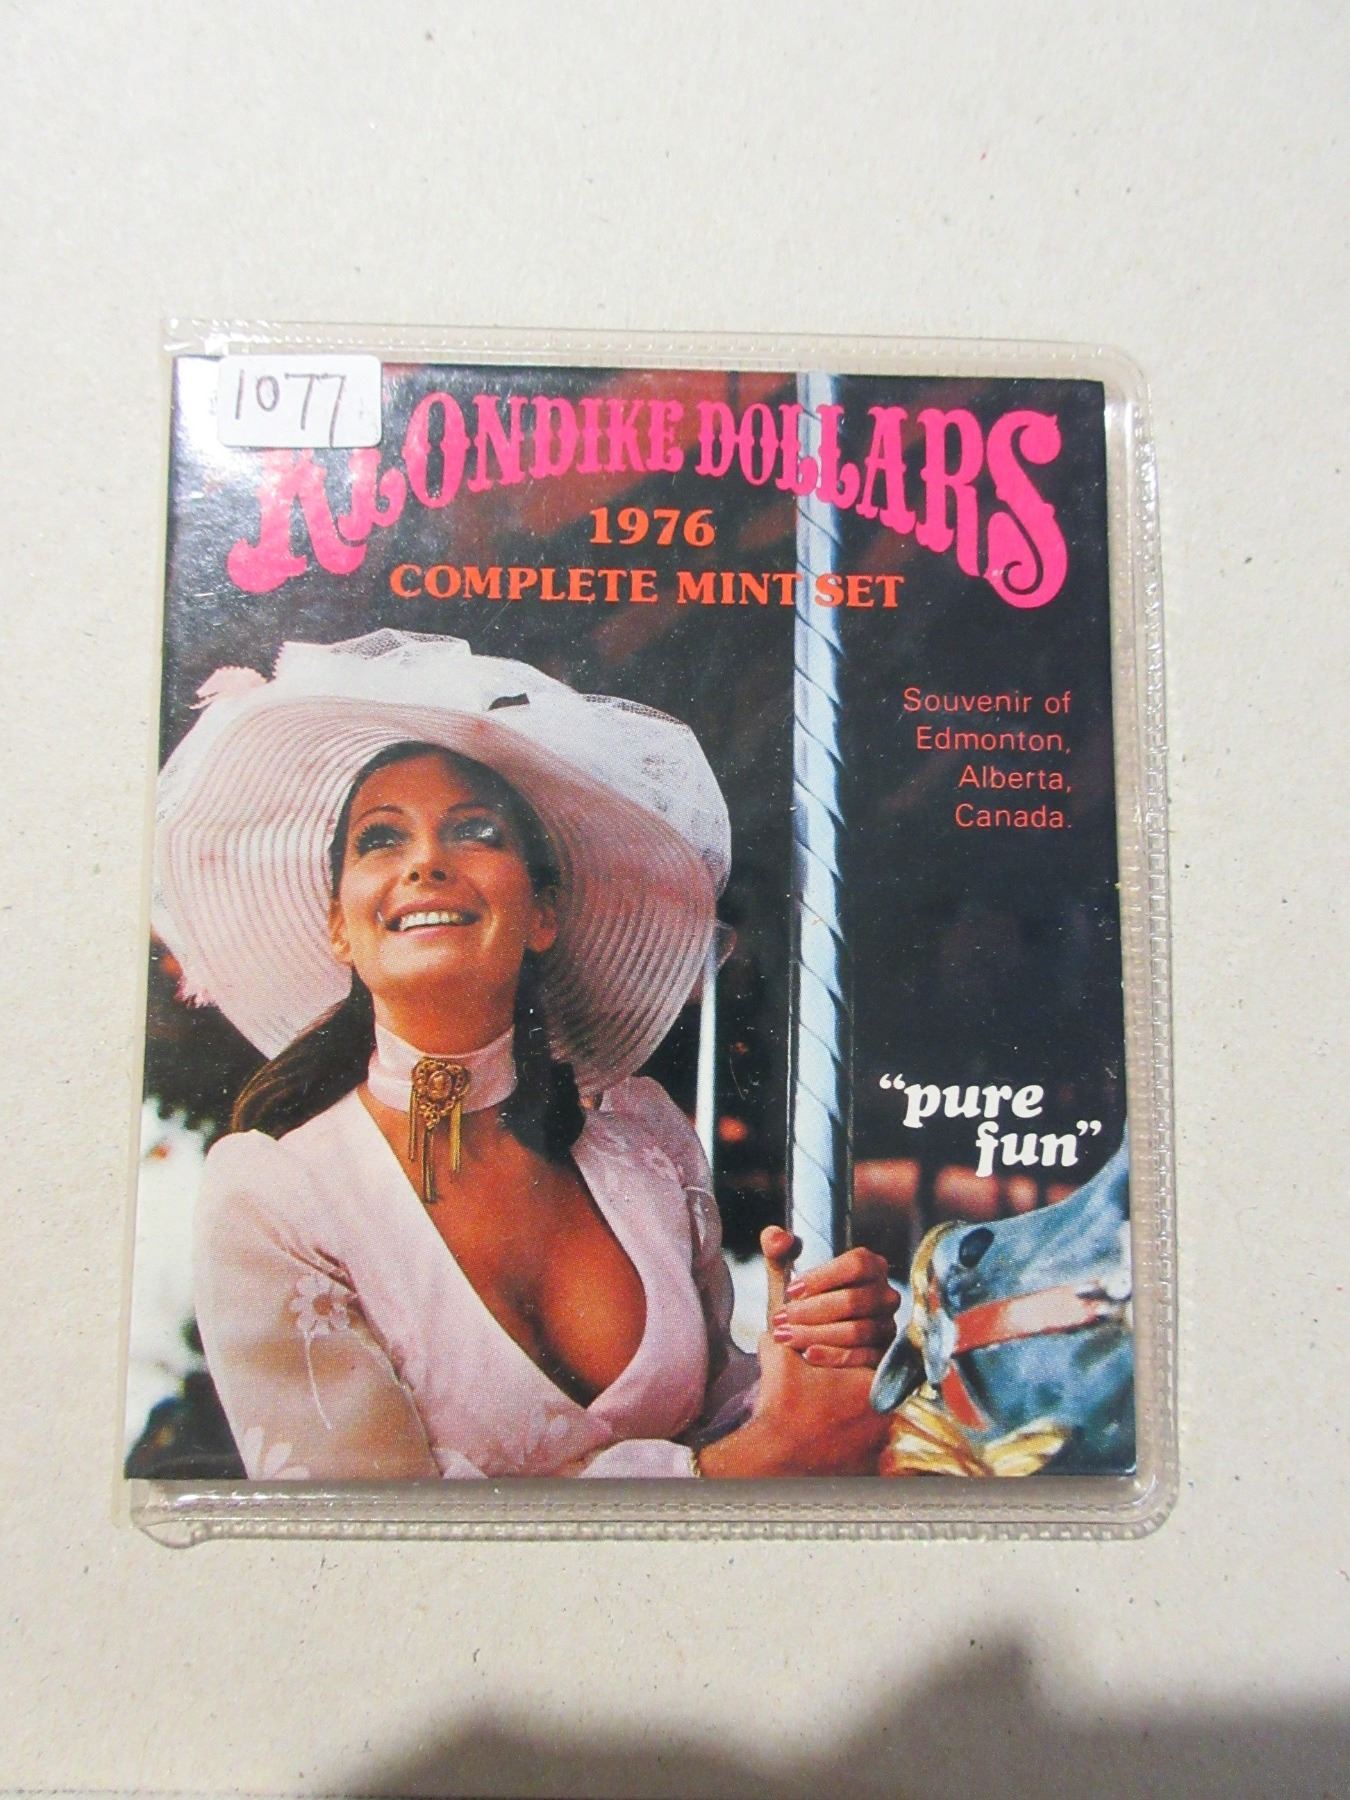 1077
KLONDIKE DOLLARS
1976
COMPLETE MINT SET
Souvenir of
Edmonton,
Alberta,
Canada.
“pure
fun”